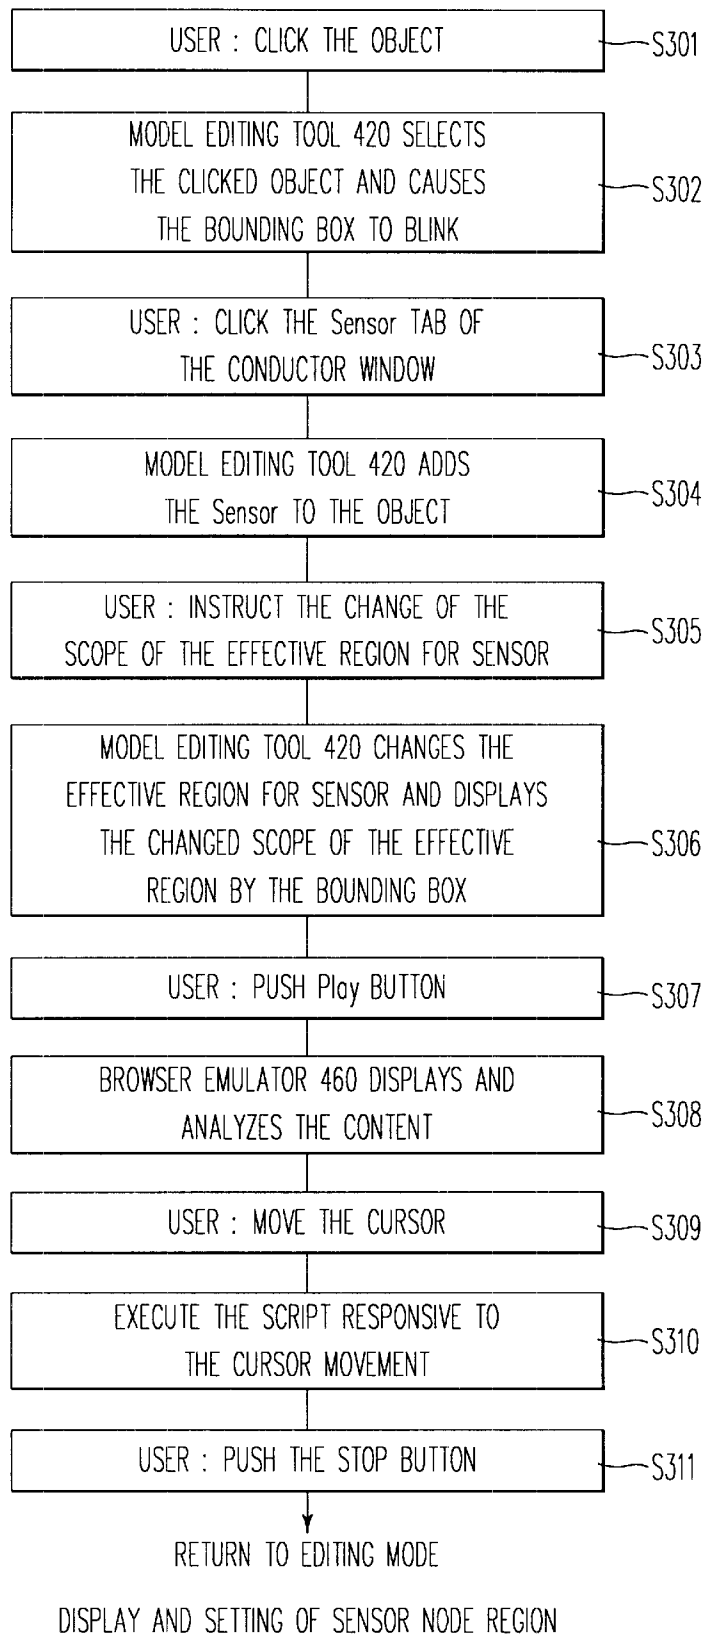 USER : CLICK THE OBJECT
S301
MODEL EDITING TOOL 420 SELECTS
THE CLICKED OBJECT AND CAUSES
THE BOUNDING BOX TO BLINK
S302
USER : CLICK THE Sensor TAB OF
THE CONDUCTOR WINDOW
S303
MODEL EDITING TOOL 420 ADDS
THE Sensor TO THE OBJECT
S304
USER : INSTRUCT THE CHANGE OF THE
SCOPE OF THE EFFECTIVE REGION FOR SENSOR
S305
MODEL EDITING TOOL 420 CHANGES THE
EFFECTIVE REGION FOR SENSOR AND DISPLAYS
THE CHANGED SCOPE OF THE EFFECTIVE
REGION BY THE BOUNDING BOX
S306
USER : PUSH Play BUTTON
S307
BROWSER EMULATOR 460 DISPLAYS AND
ANALYZES THE CONTENT
S308
USER : MOVE THE CURSOR
S309
EXECUTE THE SCRIPT RESPONSIVE TO
THE CURSOR MOVEMENT
S310
USER : PUSH THE STOP BUTTON
S311
RETURN TO EDITING MODE
DISPLAY AND SETTING OF SENSOR NODE REGION